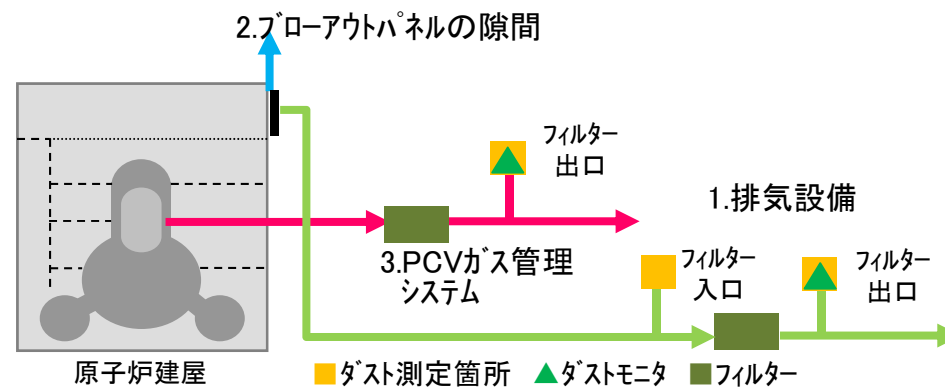 2.ブローアウトパネルの隙間
フィルター
出口
1.排気設備
3.PCVガス管理
システム
フィルター
入口
フィルター
出口
原子炉建屋
ダスト測定箇所 ダストモニタ フィルター